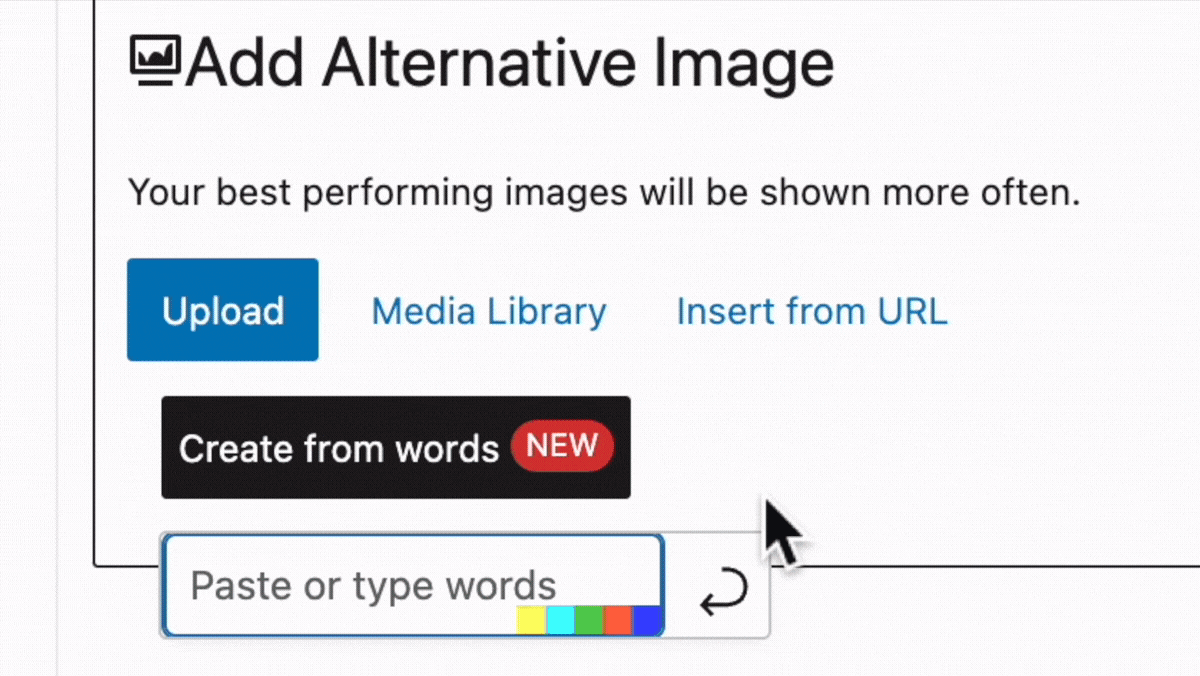 Add Alternative Image
Your best performing images will be shown more often.
Upload Media Library Insert from URL
Create from words NEW
Paste or type words